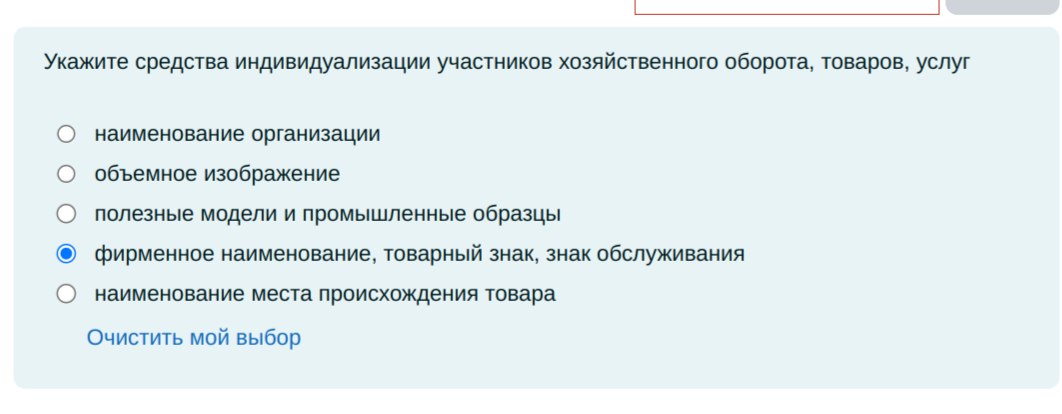 Укажите средства индивидуализации участников хозяйственного оборота, товаров, услуг
наименование организации
объемное изображение
полезные модели и промышленные образцы
фирменное наименование, товарный знак, знак обслуживания
наименование места происхождения товара
Очистить мой выбор